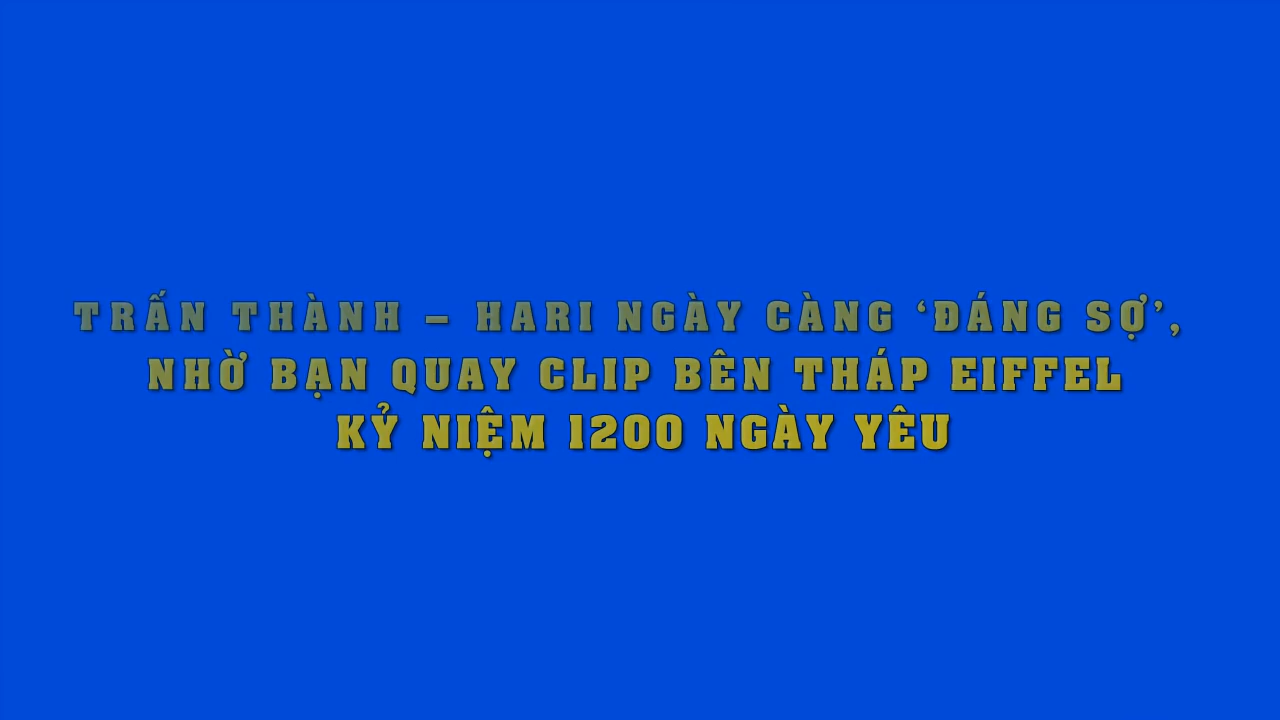 TRẤN THÀNH – HARI NGÀY CÀNG ‘ĐÁNG SỢ’,
NHỜ BẠN QUAY CLIP BÊN THÁP EIFFEL
KỶ NIỆM 1200 NGÀY YÊU